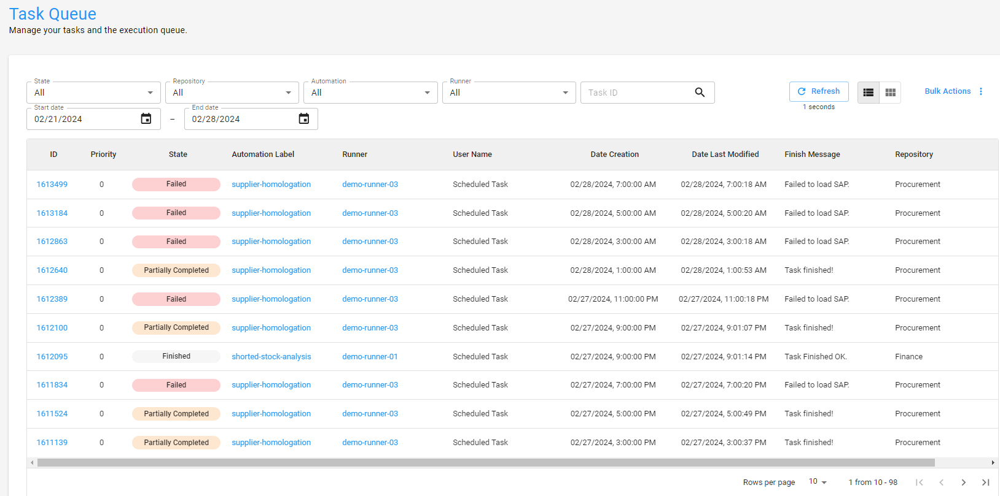 Task Queue
Manage your tasks and the execution queue.
State Repository Automation Runner
All All All All Task ID Refresh Bulk Actions
1 seconds
Start date End date
02/21/2024 – 02/28/2024
ID Priority State Automation Label Runner User Name Date Creation Date Last Modified Finish Message Repository
1613499 0 Failed supplier-homologation demo-runner-03 Scheduled Task 02/28/2024, 7:00:00 AM 02/28/2024, 7:00:18 AM Failed to load SAP. Procurement
1613184 0 Failed supplier-homologation demo-runner-03 Scheduled Task 02/28/2024, 5:00:00 AM 02/28/2024, 5:00:20 AM Failed to load SAP. Procurement
1612863 0 Failed supplier-homologation demo-runner-03 Scheduled Task 02/28/2024, 3:00:00 AM 02/28/2024, 3:00:18 AM Failed to load SAP. Procurement
1612640 0 Partially Completed supplier-homologation demo-runner-03 Scheduled Task 02/28/2024, 1:00:00 AM 02/28/2024, 1:00:53 AM Task finished! Procurement
1612389 0 Failed supplier-homologation demo-runner-03 Scheduled Task 02/27/2024, 11:00:00 PM 02/27/2024, 11:00:18 PM Failed to load SAP. Procurement
1612100 0 Partially Completed supplier-homologation demo-runner-03 Scheduled Task 02/27/2024, 9:00:00 PM 02/27/2024, 9:01:07 PM Task finished! Procurement
1612095 0 Finished shorted-stock-analysis demo-runner-01 Scheduled Task 02/27/2024, 9:00:00 PM 02/27/2024, 9:01:14 PM Task Finished OK. Finance
1611834 0 Failed supplier-homologation demo-runner-03 Scheduled Task 02/27/2024, 7:00:00 PM 02/27/2024, 7:00:20 PM Failed to load SAP. Procurement
1611524 0 Partially Completed supplier-homologation demo-runner-03 Scheduled Task 02/27/2024, 5:00:00 PM 02/27/2024, 5:00:49 PM Task finished! Procurement
1611139 0 Partially Completed supplier-homologation demo-runner-03 Scheduled Task 02/27/2024, 3:00:00 PM 02/27/2024, 3:00:37 PM Task finished! Procurement
Rows per page 10 1 from 10 - 98